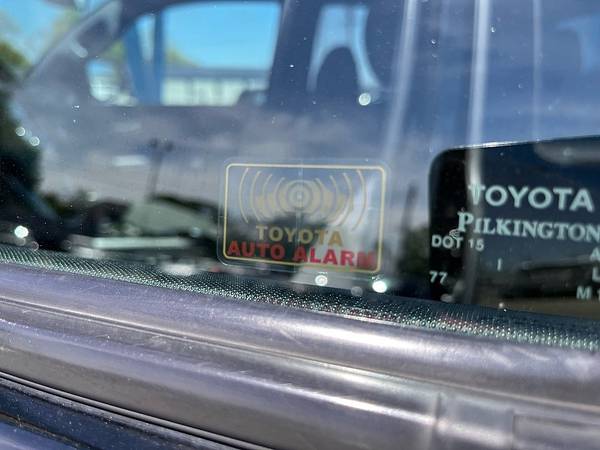 TOYOTA
AUTO ALARM
TOYOTA
PILKINGTON
DOT 15
A
77
L
M